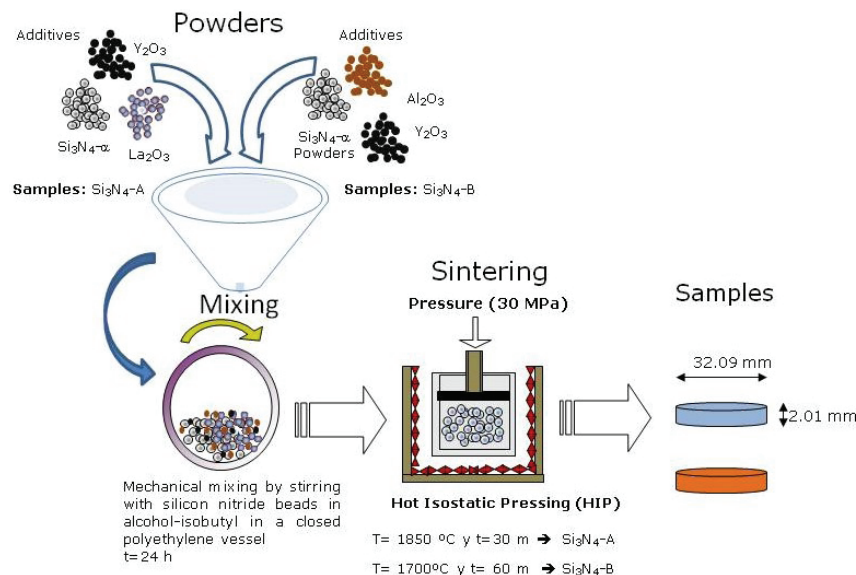 Powders
Additives
Y₂O₃
Si₃N₄-α
La₂O₃
Samples: Si₃N₄-A
Additives
Al₂O₃
Si₃N₄-α
Powders
Y₂O₃
Samples: Si₃N₄-B
Mixing
Mechanical mixing by stirring
with silicon nitride beads in
alcohol-isobutyl in a closed
polyethylene vessel
t=24 h
Sintering
Pressure (30 MPa)
Hot Isostatic Pressing (HIP)
T= 1850 ºC y t=30 m ➔ Si₃N₄-A
T= 1700ºC y t= 60 m ➔ Si₃N₄-B
Samples
32.09 mm
2.01 mm